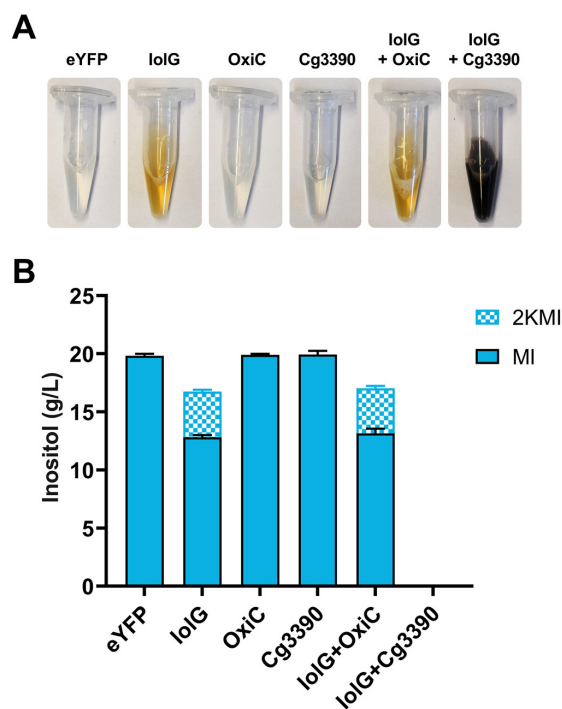 A
eYFP
IolG
OxiC
Cg3390
IolG
+ OxiC
IolG
+ Cg3390
B
25
20
15
10
5
0
Inositol (g/L)
2KMI
MI
eYFP
IolG
OxiC
Cg3390
IolG+OxiC
IolG+Cg3390